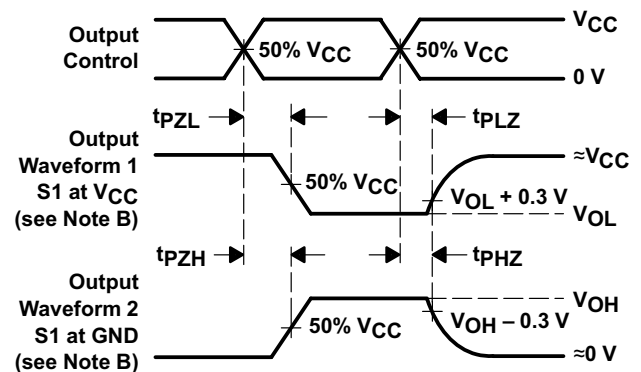 Output
Control
50% VCC
50% VCC
VCC
0 V
tPZL
tPLZ
Output
Waveform 1
S1 at VCC
(see Note B)
50% VCC
≈VCC
VOL + 0.3 V
VOL
tPZH
tPHZ
Output
Waveform 2
S1 at GND
(see Note B)
50% VCC
VOH
VOH – 0.3 V
≈0 V